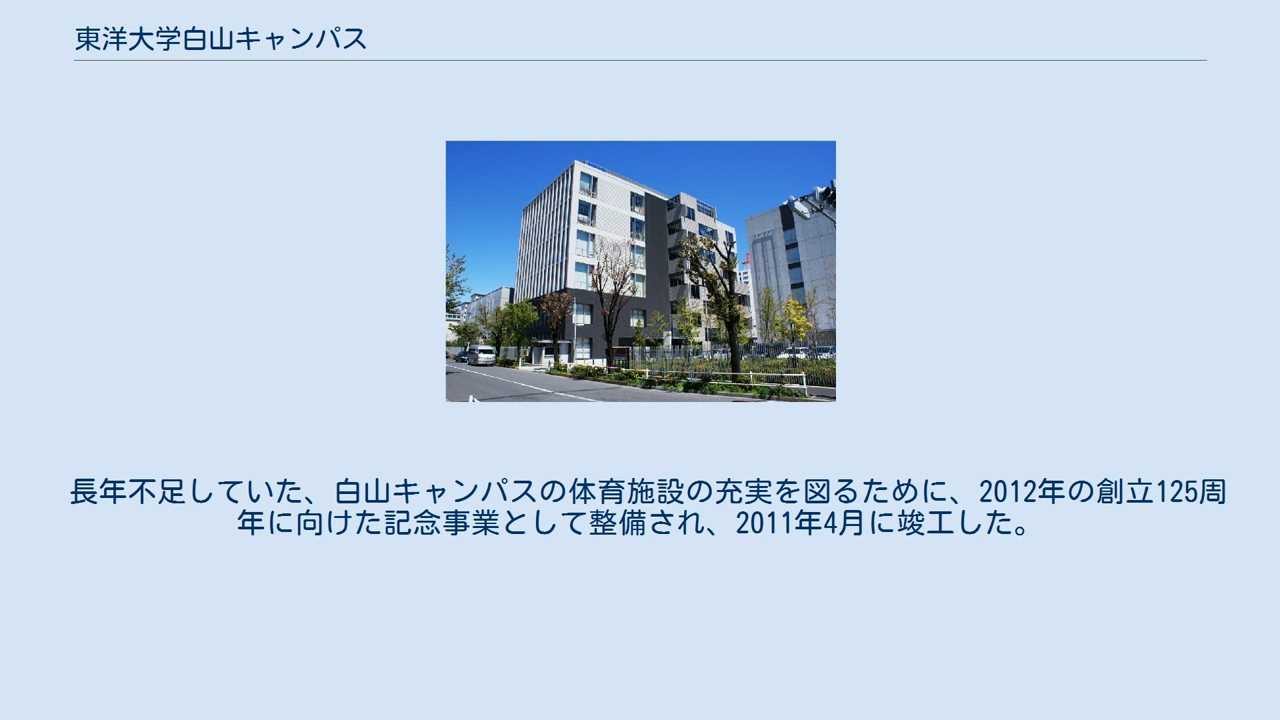 東洋大学白山キャンパス
長年不足していた、白山キャンパスの体育施設の充実を図るために、2012年の創立125周
年に向けた記念事業として整備され、2011年4月に竣工した。